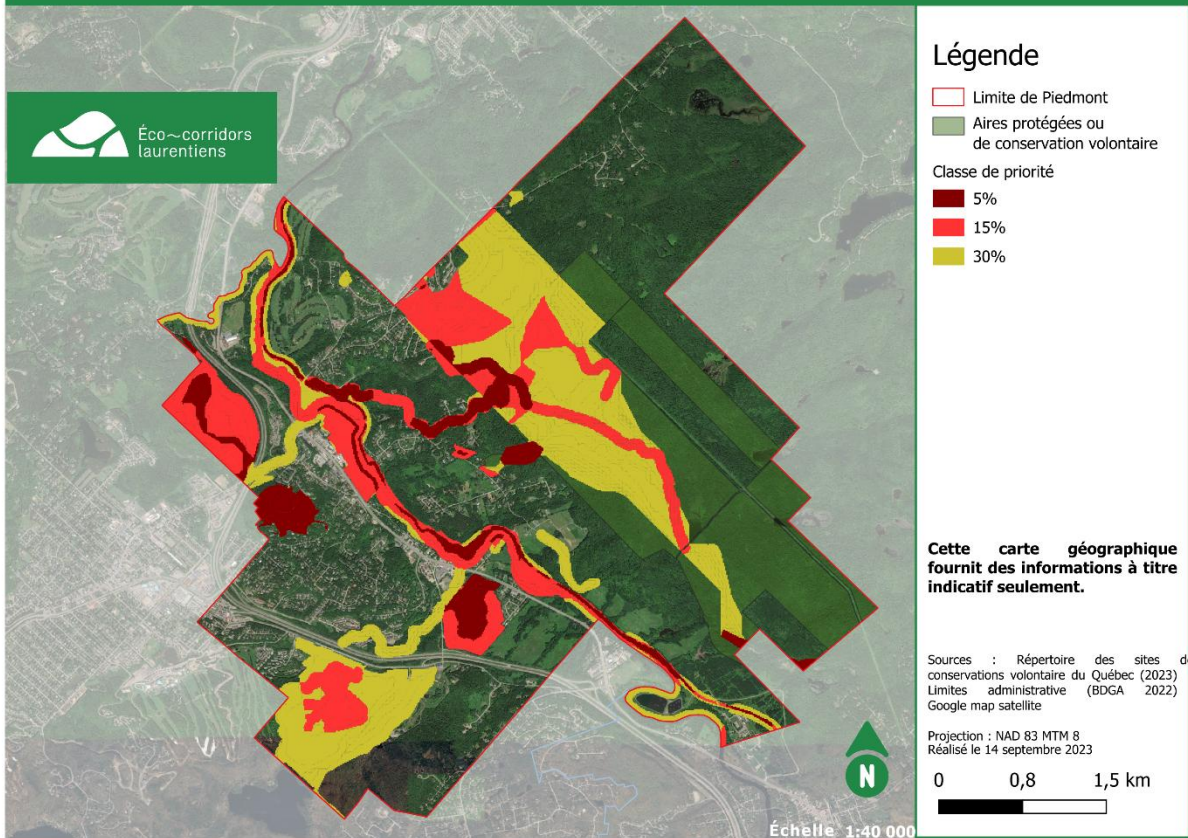 Éco~corridors
laurentiens
Légende
Limite de Piedmont
Aires protégées ou
de conservation volontaire
Classe de priorité
5%
15%
30%
Cette carte géographique
fournit des informations à titre
indicatif seulement.
Sources : Répertoire des sites d
conservations volontaire du Québec (2023)
Limites administrative (BDGA 2022)
Google map satellite
Projection : NAD 83 MTM 8
Réalisé le 14 septembre 2023
0 0,8 1,5 km
N
Échelle 1:40 000